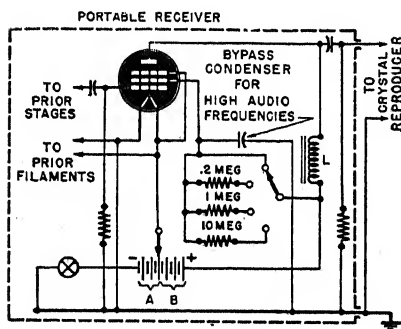 PORTABLE RECEIVER
BYPASS
CONDENSER
FOR
HIGH AUDIO
FREQUENCIES
TO
PRIOR
STAGES
TO
PRIOR
FILAMENTS
TO
CRYSTAL
REPRODUCER
.2 MEG
1 MEG
10 MEG
L
- +
A B